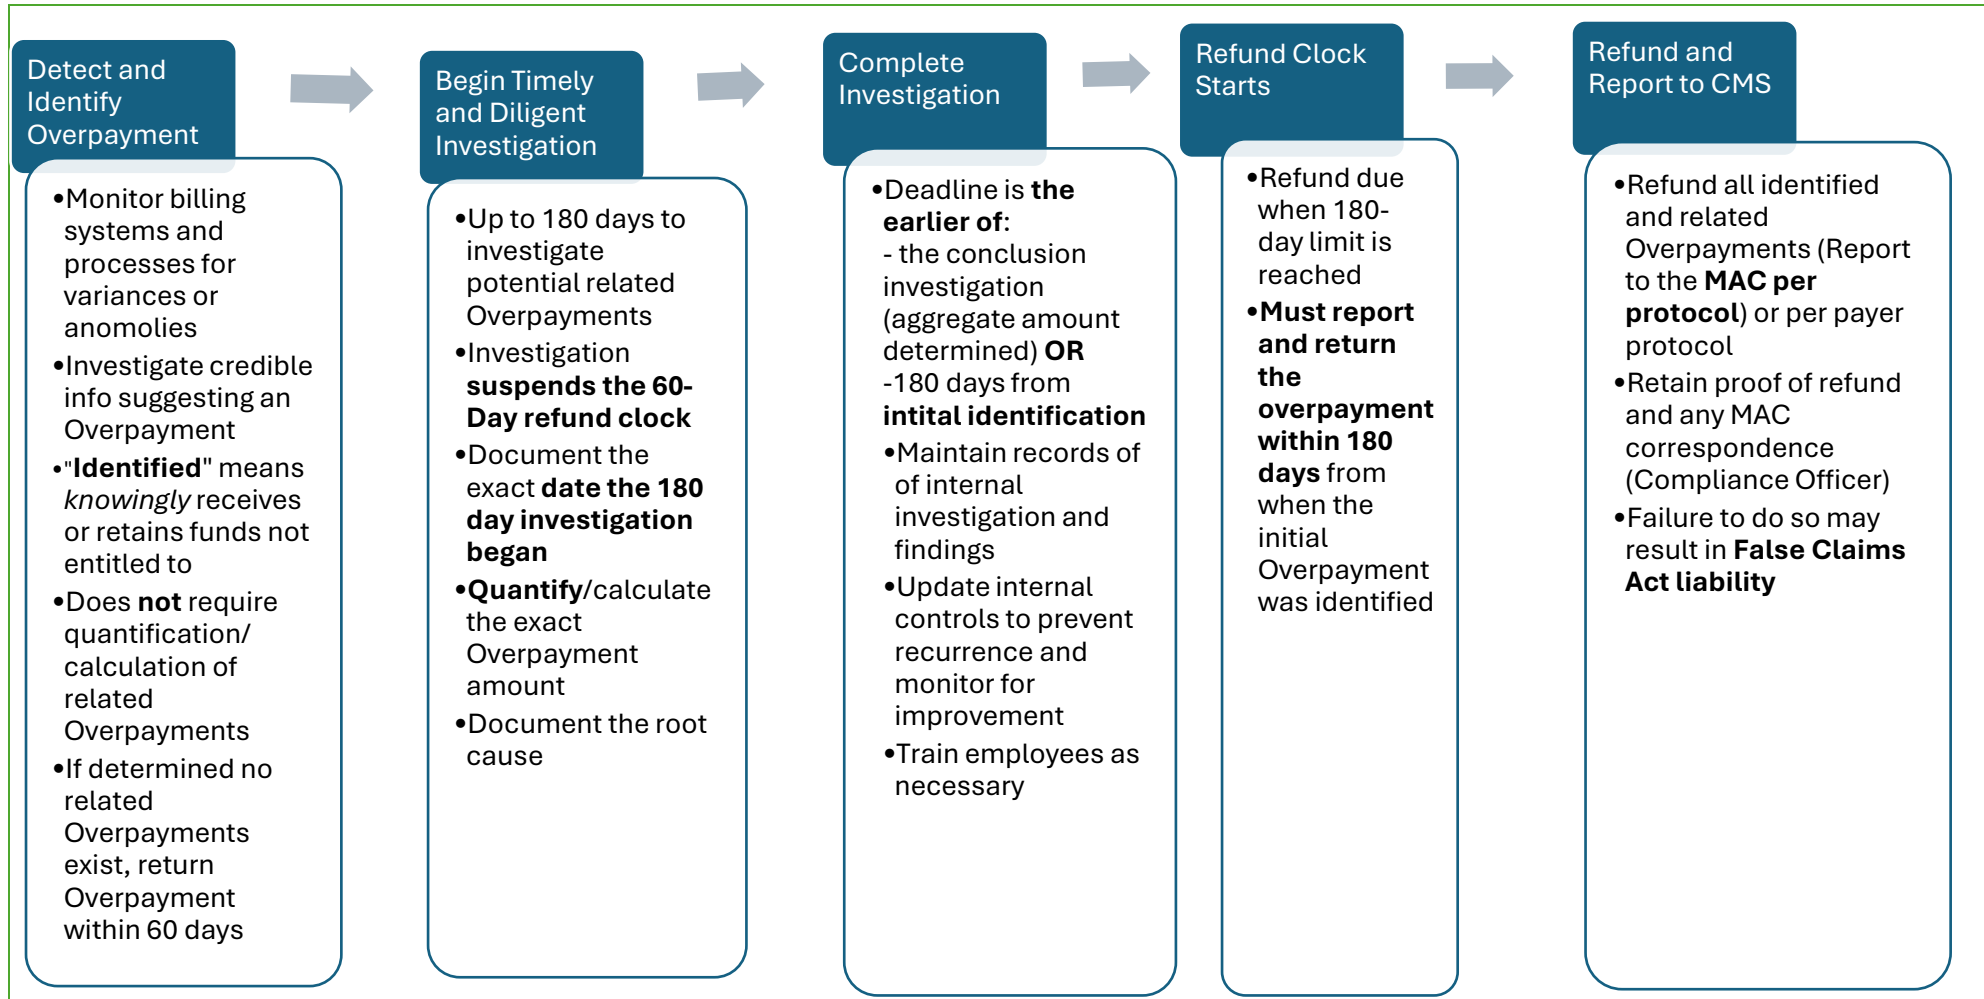 Detect and
Identify
Overpayment
•Monitor billing
systems and
processes for
variances or
anomolies
•Investigate credible
info suggesting an
Overpayment
•"Identified" means
knowingly receives
or retains funds not
entitled to
•Does not require
quantification/
calculation of
related
Overpayments
•If determined no
related
Overpayments
exist, return
Overpayment
within 60 days
Begin Timely
and Diligent
Investigation
•Up to 180 days to
investigate
potential related
Overpayments
•Investigation
suspends the 60-
Day refund clock
•Document the
exact date the 180
day investigation
began
•Quantify/calculate
the exact
Overpayment
amount
•Document the root
cause
Complete
Investigation
•Deadline is the
earlier of:
- the conclusion
investigation
(aggregate amount
determined) OR
-180 days from
intital identification
•Maintain records of
of internal
investigation and
findings
•Update internal
controls to prevent
recurrence and
monitor for
improvement
•Train employees as
necessary
Refund Clock
Starts
•Refund due
when 180-
day limit is
reached
•Must report
and return
the
overpayment
within 180
days from
when the
initial
Overpayment
was identified
Refund and
Report to CMS
•Refund all identified
and related
Overpayments (Report
to the MAC per
protocol) or per payer
protocol
•Retain proof of refund
and any MAC
correspondence
(Compliance Officer)
•Failure to do so may
result in False Claims
Act liability